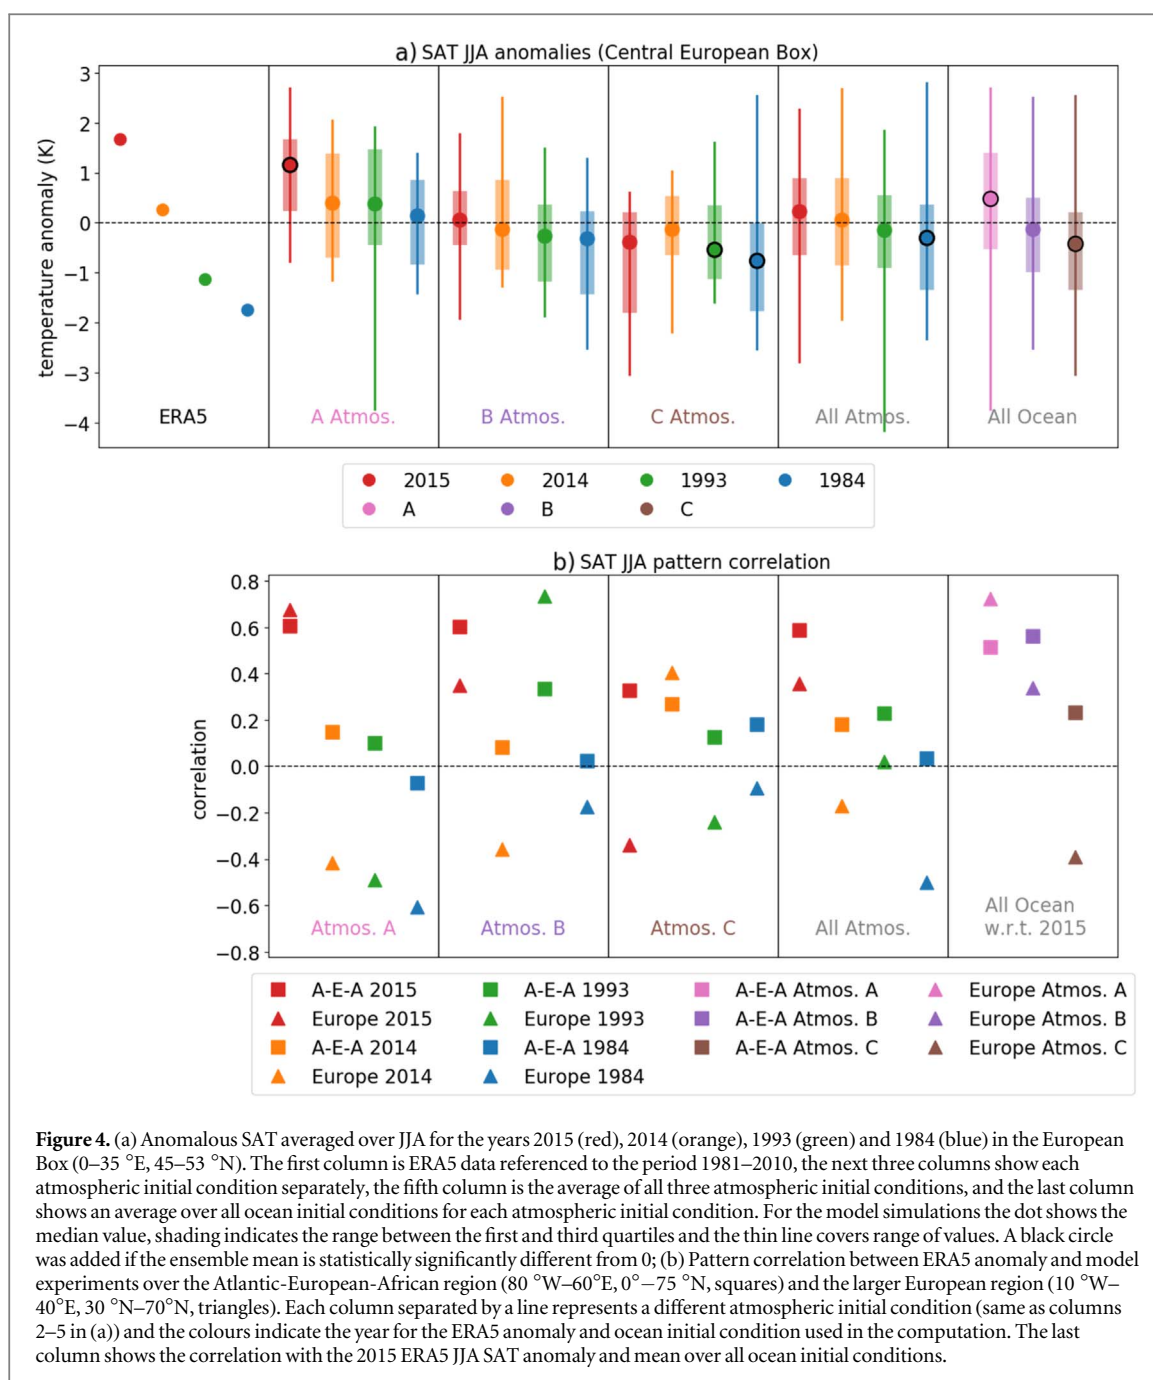 a) SAT JJA anomalies (Central European Box)
temperature anomaly (K)
3
2
1
0
−1
−2
−3
−4
ERA5
A Atmos.
B Atmos.
C Atmos.
All Atmos.
All Ocean
2015
2014
1993
1984
A
B
C
b) SAT JJA pattern correlation
correlation
0.8
0.6
0.4
0.2
0.0
−0.2
−0.4
−0.6
−0.8
Atmos. A
Atmos. B
Atmos. C
All Atmos.
All Ocean
w.r.t. 2015
A-E-A 2015
Europe 2015
A-E-A 2014
Europe 2014
A-E-A 1993
Europe 1993
A-E-A 1984
Europe 1984
A-E-A Atmos. A
A-E-A Atmos. B
A-E-A Atmos. C
Europe Atmos. A
Europe Atmos. B
Europe Atmos. C
Figure 4. (a) Anomalous SAT averaged over JJA for the years 2015 (red), 2014 (orange), 1993 (green) and 1984 (blue) in the European
Box (0–35 °E, 45–53 °N). The first column is ERA5 data referenced to the period 1981–2010, the next three columns show each
atmospheric initial condition separately, the fifth column is the average of all three atmospheric initial conditions, and the last column
shows an average over all ocean initial conditions for each atmospheric initial condition. For the model simulations the dot shows the
median value, shading indicates the range between the first and third quartiles and the thin line covers range of values. A black circle
was added if the ensemble mean is statistically significantly different from 0; (b) Pattern correlation between ERA5 anomaly and model
experiments over the Atlantic-European-African region (80 °W–60°E, 0°−75 °N, squares) and the larger European region (10 °W–
40°E, 30 °N–70°N, triangles). Each column separated by a line represents a different atmospheric initial condition (same as columns
2–5 in (a)) and the colours indicate the year for the ERA5 anomaly and ocean initial condition used in the computation. The last
column shows the correlation with the 2015 ERA5 JJA SAT anomaly and mean over all ocean initial conditions.